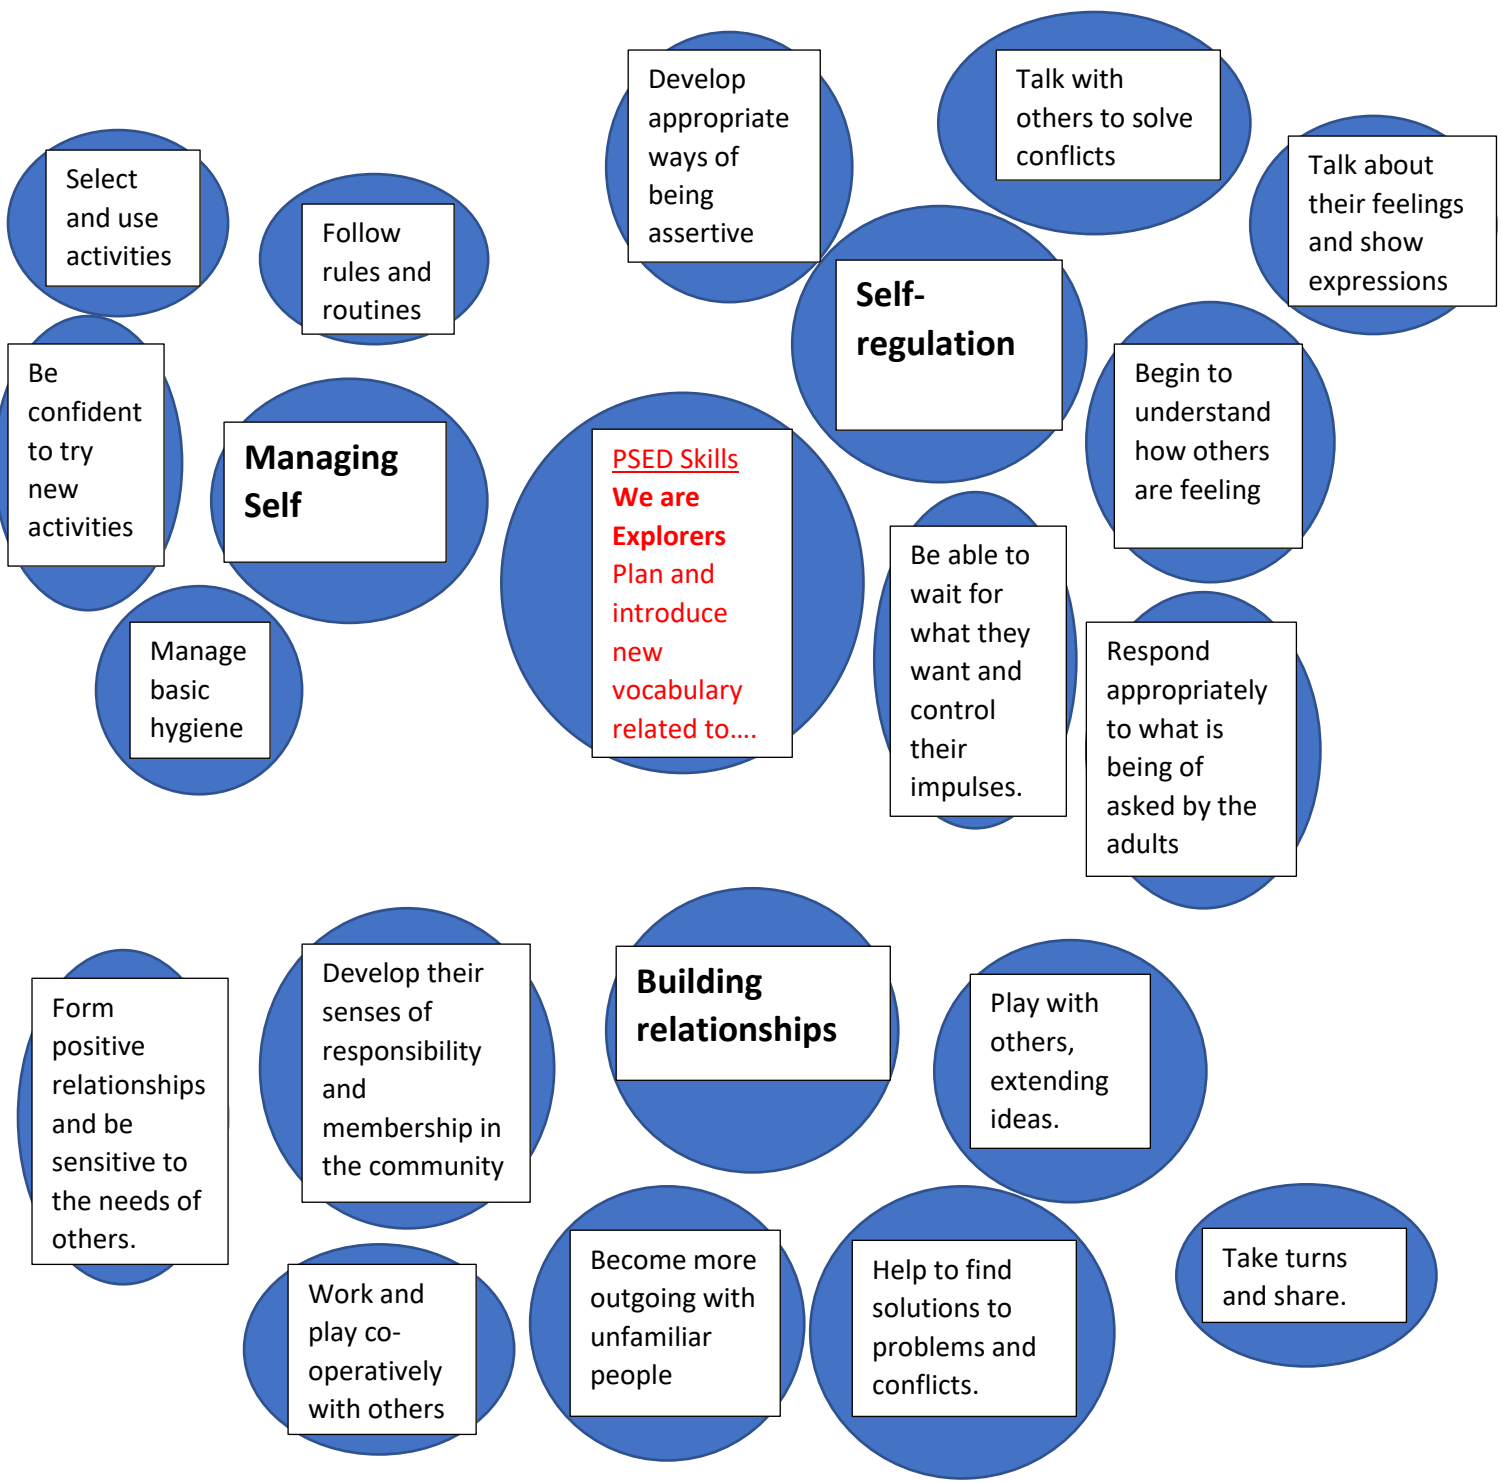 Develop
appropriate
ways of
being
assertive
Talk with
others to solve
conflicts
Talk about
their feelings
and show
expressions
Select
and use
activities
Follow
rules and
routines
Self-
regulation
Be
confident
to try
new
activities
Managing
Self
PSED Skills
We are
Explorers
Plan and
introduce
new
vocabulary
related to….
Begin to
understand
how others
are feeling
Be able to
wait for
what they
want and
control
their
impulses.
Manage
basic
hygiene
Respond
appropriately
to what is
being of
asked by the
adults
Form
positive
relationships
and be
sensitive to
the needs of
others.
Develop their
senses of
responsibility
and
membership in
the community
Building
relationships
Play with
others,
extending
ideas.
Work and
play co-
operatively
with others
Become more
outgoing with
unfamiliar
people
Help to find
solutions to
problems and
conflicts.
Take turns
and share.